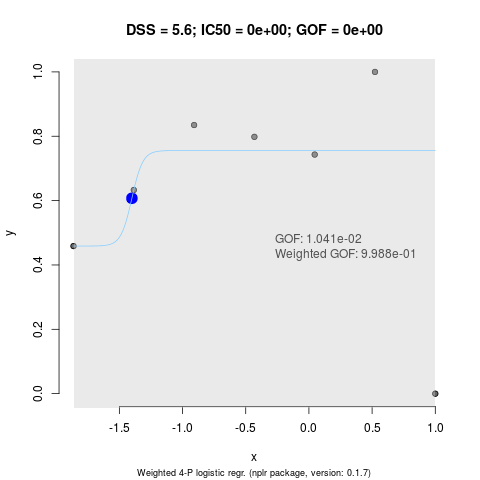 DSS = 5.6; IC50 = 0e+00; GOF = 0e+00
1.0
0.8
0.6
0.4
0.2
0.0
y
GOF: 1.041e-02
Weighted GOF: 9.988e-01
-1.5 -1.0 -0.5 0.0 0.5 1.0
x
Weighted 4-P logistic regr. (nplr package, version: 0.1.7)